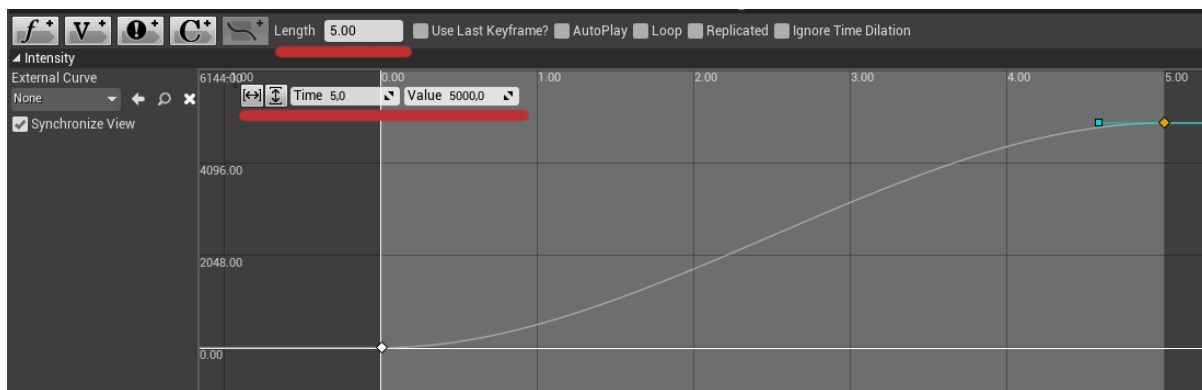 f+ V+ !+ C+ Length 5.00 Use Last Keyframe? AutoPlay Loop Replicated Ignore Time Dilation
Intensity
External Curve
None
Synchronize View
0.00 1.00 2.00 3.00 4.00 5.00
Time 5,0 Value 5000,0
4096.00
2048.00
0.00